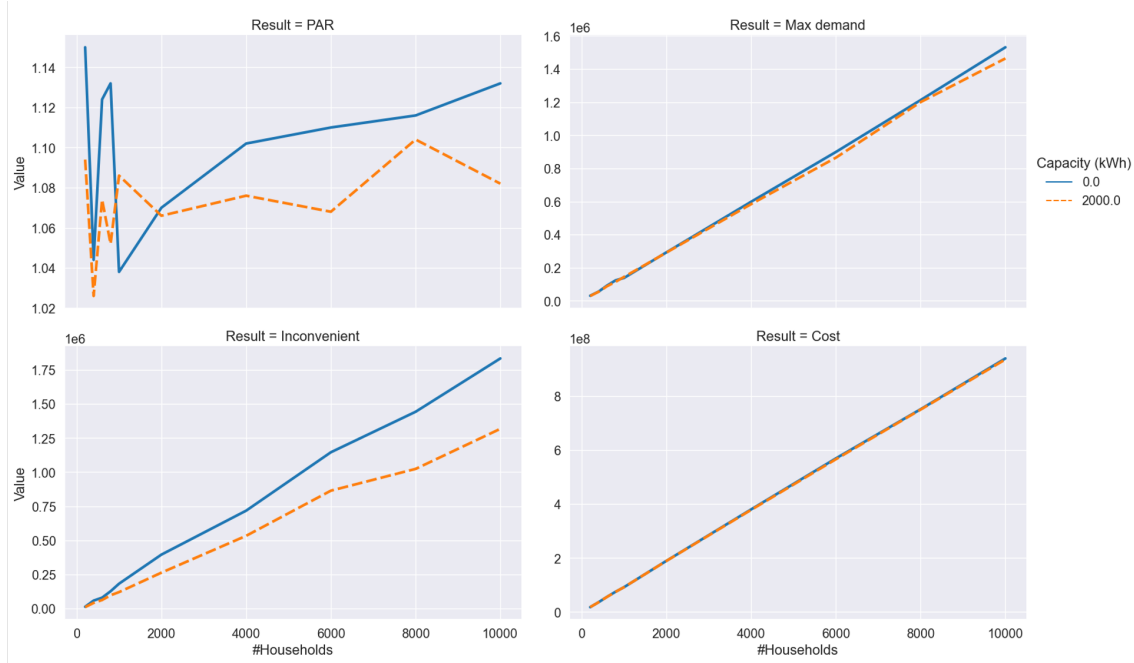 Result = PAR
1.14
1.12
1.10
1.08
1.06
1.04
1.02
Value
Result = Max demand
1e6
1.6
1.4
1.2
1.0
0.8
0.6
0.4
0.2
0.0
Capacity (kWh)
0.0
2000.0
Result = Inconvenient
1e6
1.75
1.50
1.25
1.00
0.75
0.50
0.25
0.00
Value
0 2000 4000 6000 8000 10000
#Households
Result = Cost
1e8
8
6
4
2
0
0 2000 4000 6000 8000 10000
#Households